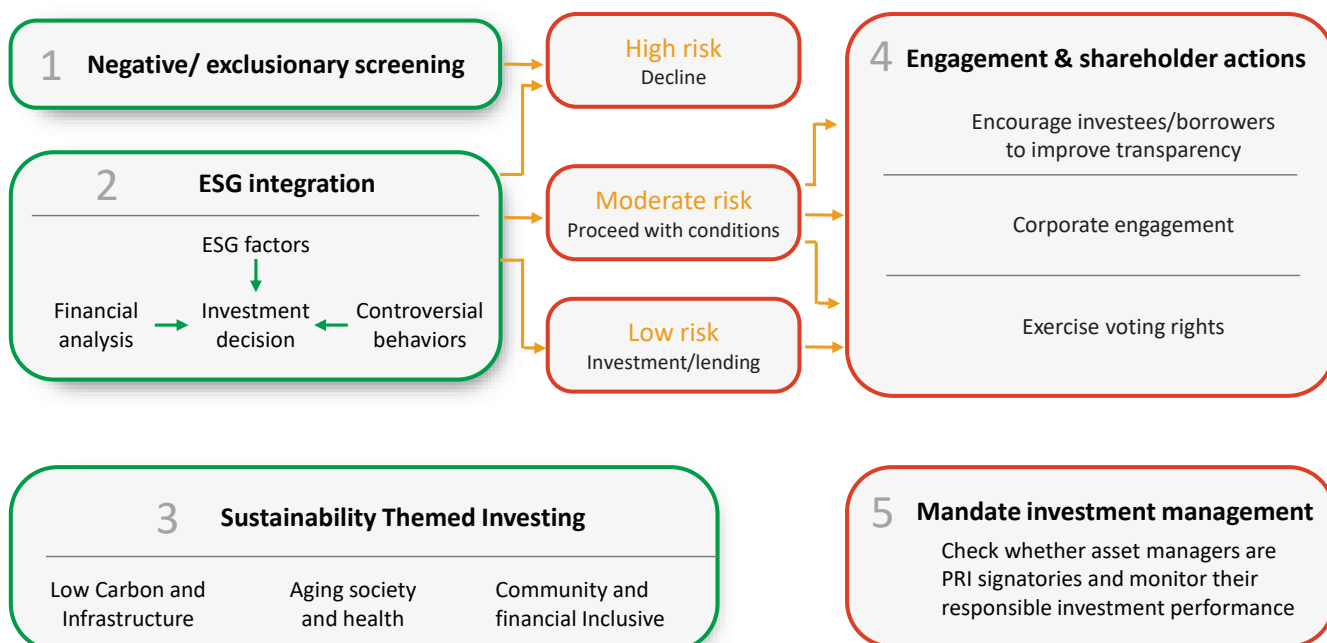 1 Negative/ exclusionary screening
High risk
Decline
2 ESG integration
ESG factors
Financial
analysis
Investment
decision
Controversial
behaviors
Moderate risk
Proceed with conditions
Low risk
Investment/lending
4 Engagement & shareholder actions
Encourage investees/borrowers
to improve transparency
Corporate engagement
Exercise voting rights
3 Sustainability Themed Investing
Low Carbon and
Infrastructure
Aging society
and health
Community and
financial Inclusive
5 Mandate investment management
Check whether asset managers are
PRI signatories and monitor their
responsible investment performance